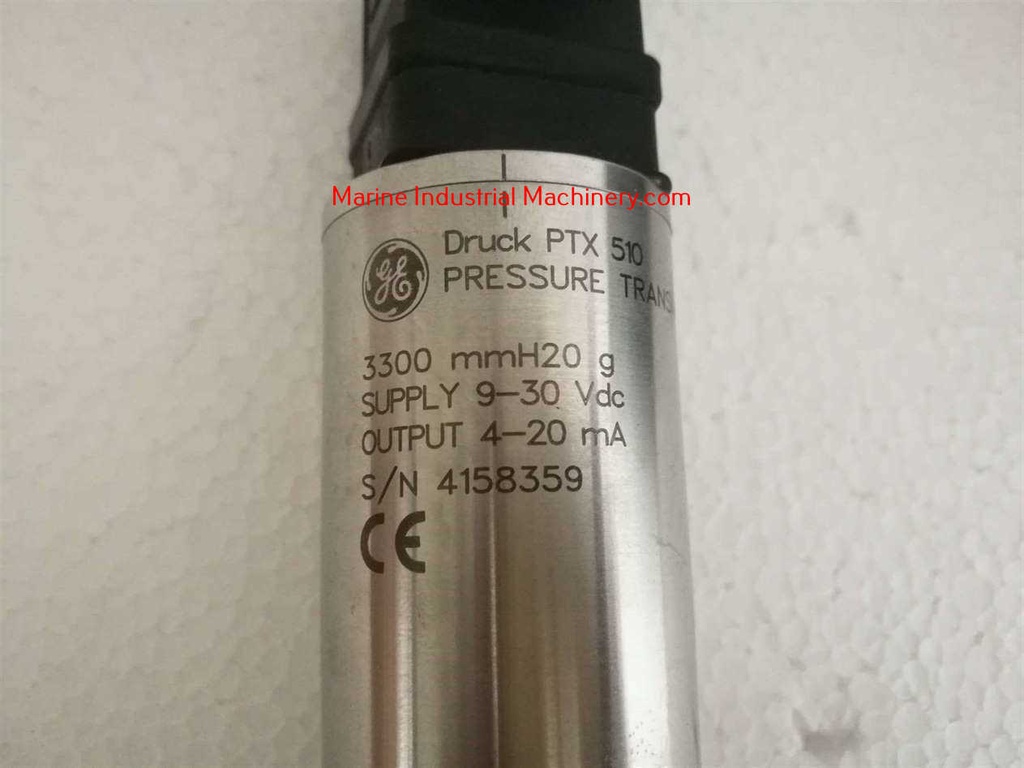 Marine Industrial Machinery.com
GE
Druck PTX 510
PRESSURE TRANS
3300 mmH20 g
SUPPLY 9-30 Vdc
OUTPUT 4-20 mA
S/N 4158359
CE